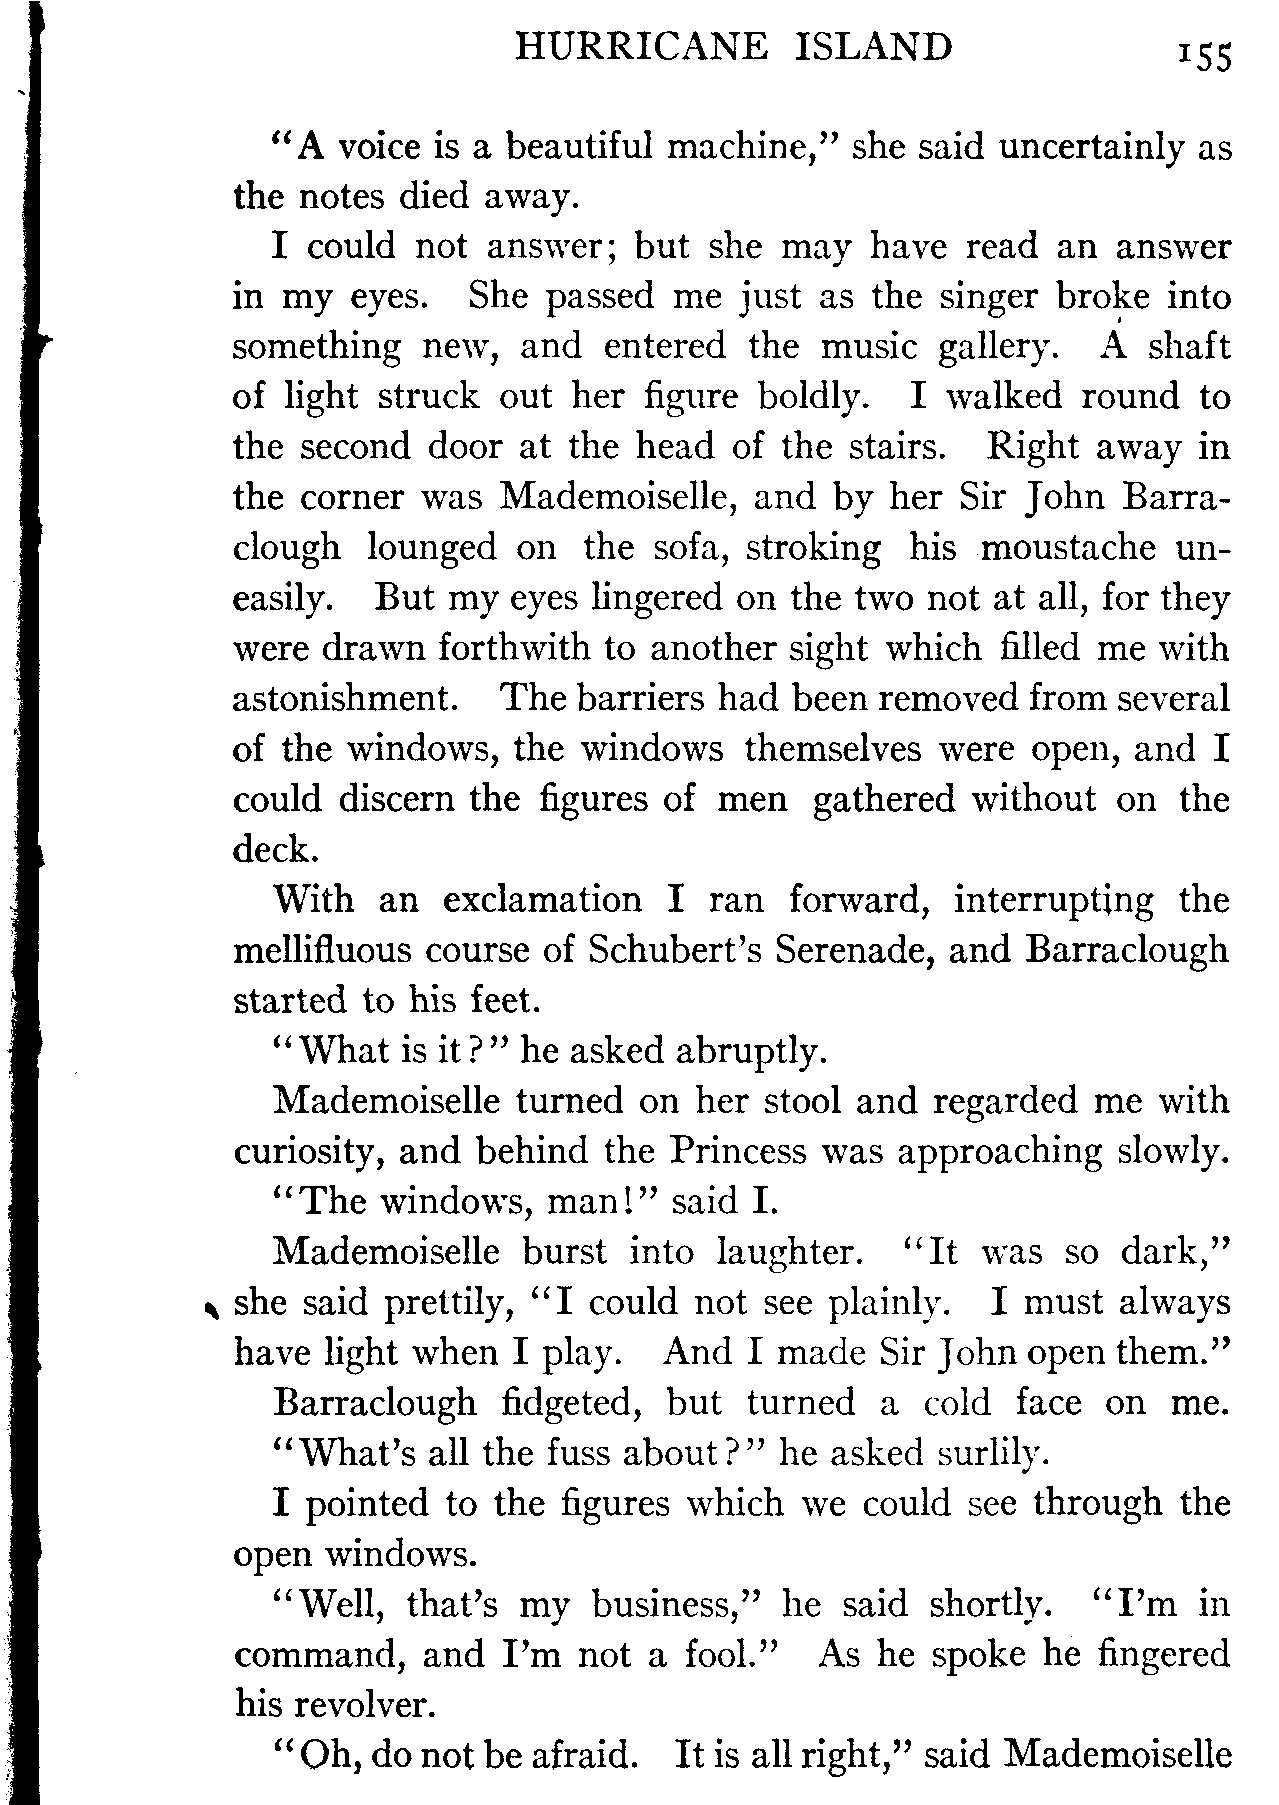 HURRICANE ISLAND 155
"A voice is a beautiful machine," she said uncertainly as
the notes died away.
I could not answer; but she may have read an answer
in my eyes. She passed me just as the singer broke into
something new, and entered the music gallery. A shaft
of light struck out her figure boldly. I walked round to
the second door at the head of the stairs. Right away in
the corner was Mademoiselle, and by her Sir John Barra-
clough lounged on the sofa, stroking his moustache un-
easily. But my eyes lingered on the two not at all, for they
were drawn forthwith to another sight which filled me with
astonishment. The barriers had been removed from several
of the windows, the windows themselves were open, and I
could discern the figures of men gathered without on the
deck.
With an exclamation I ran forward, interrupting the
mellifluous course of Schubert's Serenade, and Barraclough
started to his feet.
"What is it?" he asked abruptly.
Mademoiselle turned on her stool and regarded me with
curiosity, and behind the Princess was approaching slowly.
"The windows, man!" said I.
Mademoiselle burst into laughter. "It was so dark,"
she said prettily, "I could not see plainly. I must always
have light when I play. And I made Sir John open them."
Barraclough fidgeted, but turned a cold face on me.
"What's all the fuss about?" he asked surlily.
I pointed to the figures which we could see through the
open windows.
"Well, that's my business," he said shortly. "I'm in
command, and I'm not a fool." As he spoke he fingered
his revolver.
"Oh, do not be afraid. It is all right," said Mademoiselle